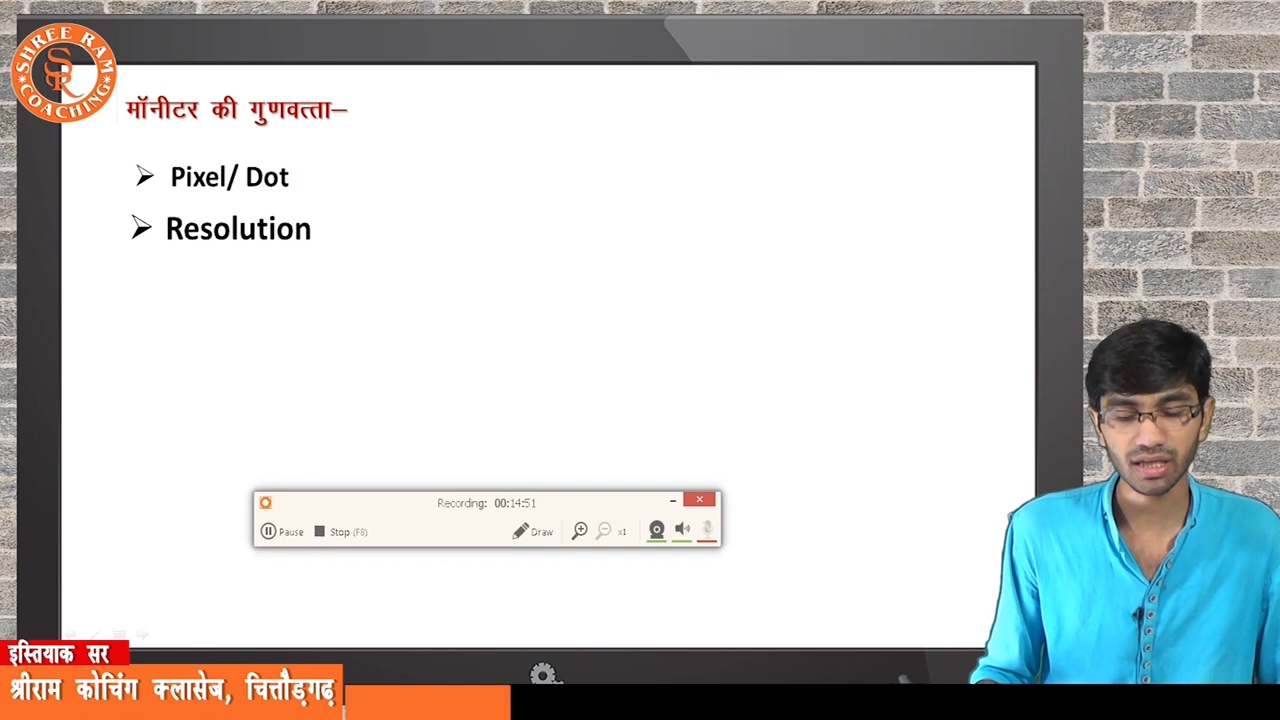 SHREE RAM
SR
COACHING
मॉनीटर की गुणवत्ता–
Pixel/ Dot
Resolution
Recording: 00:14:51
Pause Stop (F8) Draw x1
इस्तियाक सर
श्रीराम कोचिंग क्लासेज, चित्तौड़गढ़